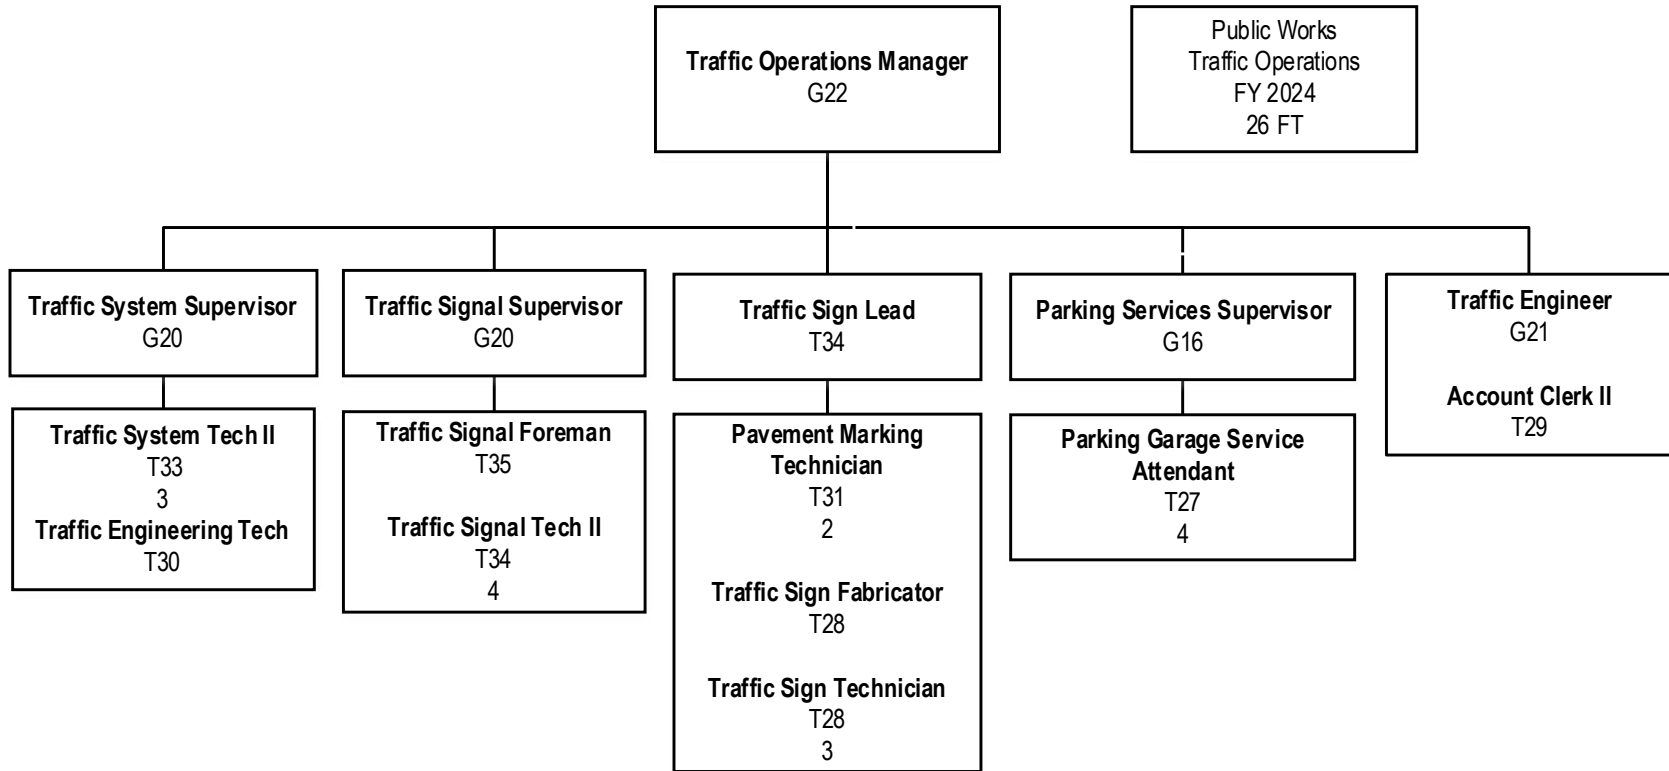 Traffic Operations Manager
G22
Public Works
Traffic Operations
FY 2024
26 FT
Traffic System Supervisor
G20
Traffic Signal Supervisor
G20
Traffic Sign Lead
T34
Parking Services Supervisor
G16
Traffic Engineer
G21
Account Clerk II
T29
Traffic System Tech II
T33
3
Traffic Engineering Tech
T30
Traffic Signal Foreman
T35
Traffic Signal Tech II
T34
4
Pavement Marking
Technician
T31
2
Traffic Sign Fabricator
T28
Traffic Sign Technician
T28
3
Parking Garage Service
Attendant
T27
4